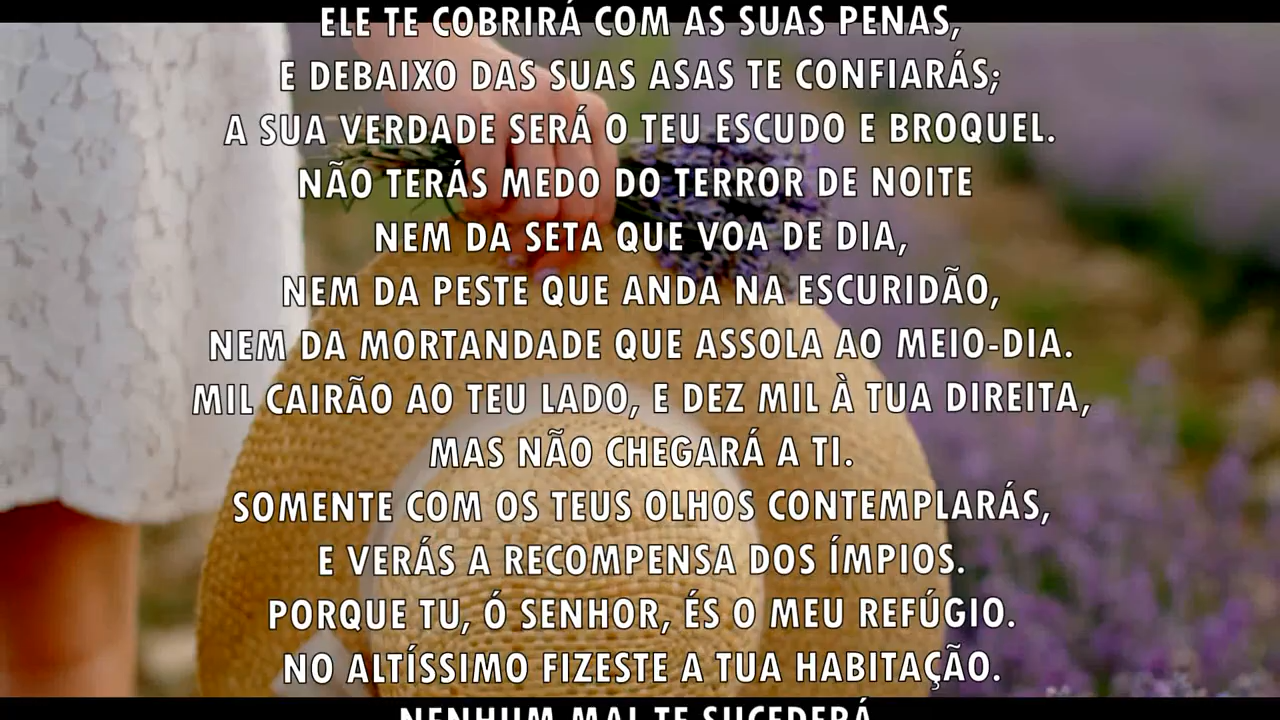 ELE TE COBRIRÁ COM AS SUAS PENAS,
E DEBAIXO DAS SUAS ASAS TE CONFIARÁS;
A SUA VERDADE SERÁ O TEU ESCUDO E BROQUEL.
NÃO TERÁS MEDO DO TERROR DE NOITE
NEM DA SETA QUE VOA DE DIA,
NEM DA PESTE QUE ANDA NA ESCURIDÃO,
NEM DA MORTANDADE QUE ASSOLA AO MEIO-DIA.
MIL CAIRÃO AO TEU LADO, E DEZ MIL À TUA DIREITA,
MAS NÃO CHEGARÁ A TI.
SOMENTE COM OS TEUS OLHOS CONTEMPLARÁS,
E VERÁS A RECOMPENSA DOS ÍMPIOS.
PORQUE TU, Ó SENHOR, ÉS O MEU REFÚGIO.
NO ALTÍSSIMO FIZESTE A TUA HABITAÇÃO.
NENHUM MAL TE SUCEDERÁ